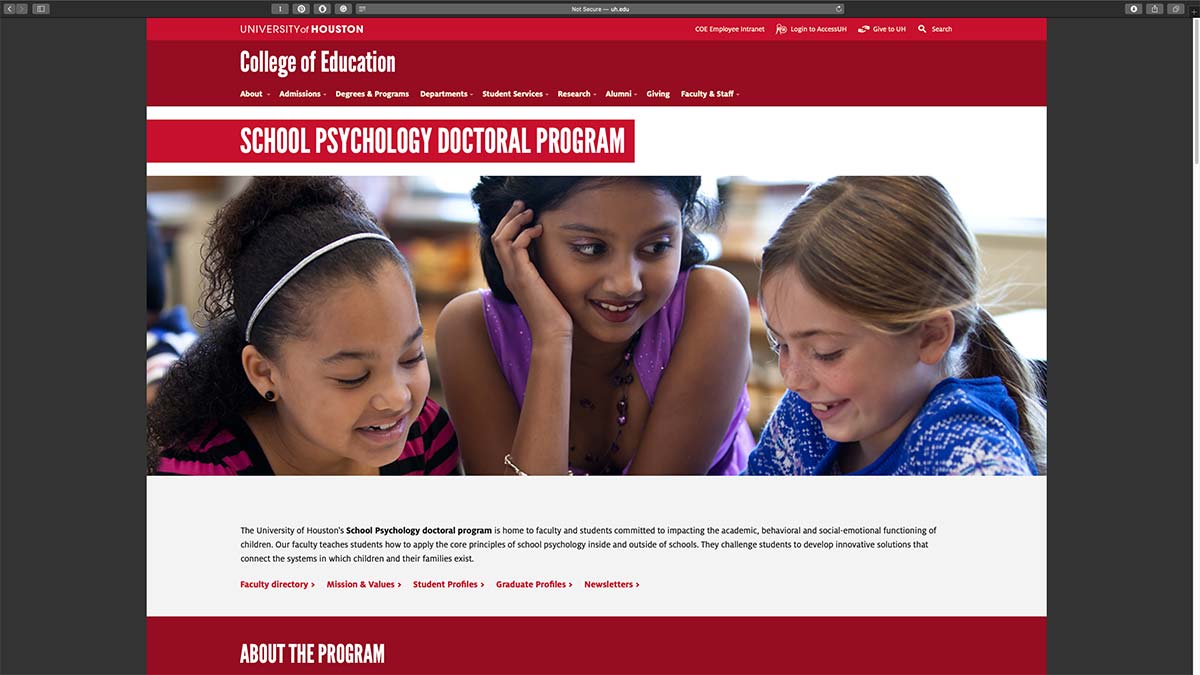 Not Secure — uh.edu
UNIVERSITY of HOUSTON
COE Employee Intranet Login to AccessUH Give to UH Search
College of Education
About Admissions Degrees & Programs Departments Student Services Research Alumni Giving Faculty & Staff
SCHOOL PSYCHOLOGY DOCTORAL PROGRAM
The University of Houston's School Psychology doctoral program is home to faculty and students committed to impacting the academic, behavioral and social-emotional functioning of
children. Our faculty teaches students how to apply the core principles of school psychology inside and outside of schools. They challenge students to develop innovative solutions that
connect the systems in which children and their families exist.
Faculty directory › Mission & Values › Student Profiles › Graduate Profiles › Newsletters ›
ABOUT THE PROGRAM